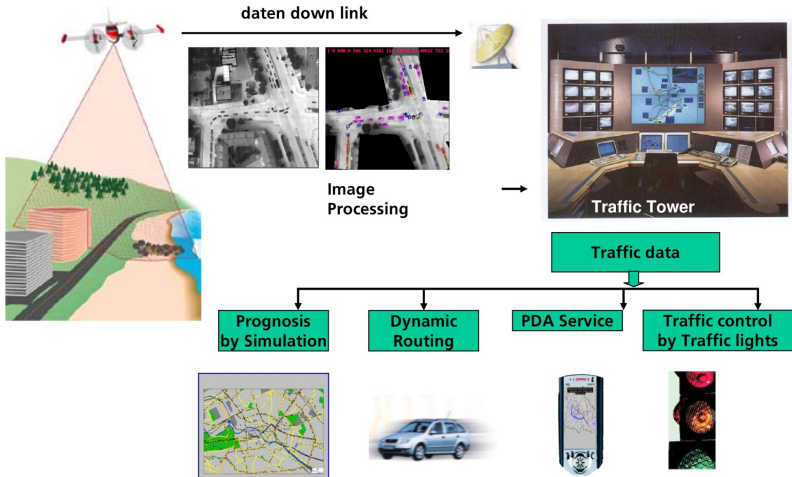 daten down link
Image
Processing
Traffic Tower
Traffic data
Prognosis
by Simulation
Dynamic
Routing
PDA Service
Traffic control
by Traffic lights